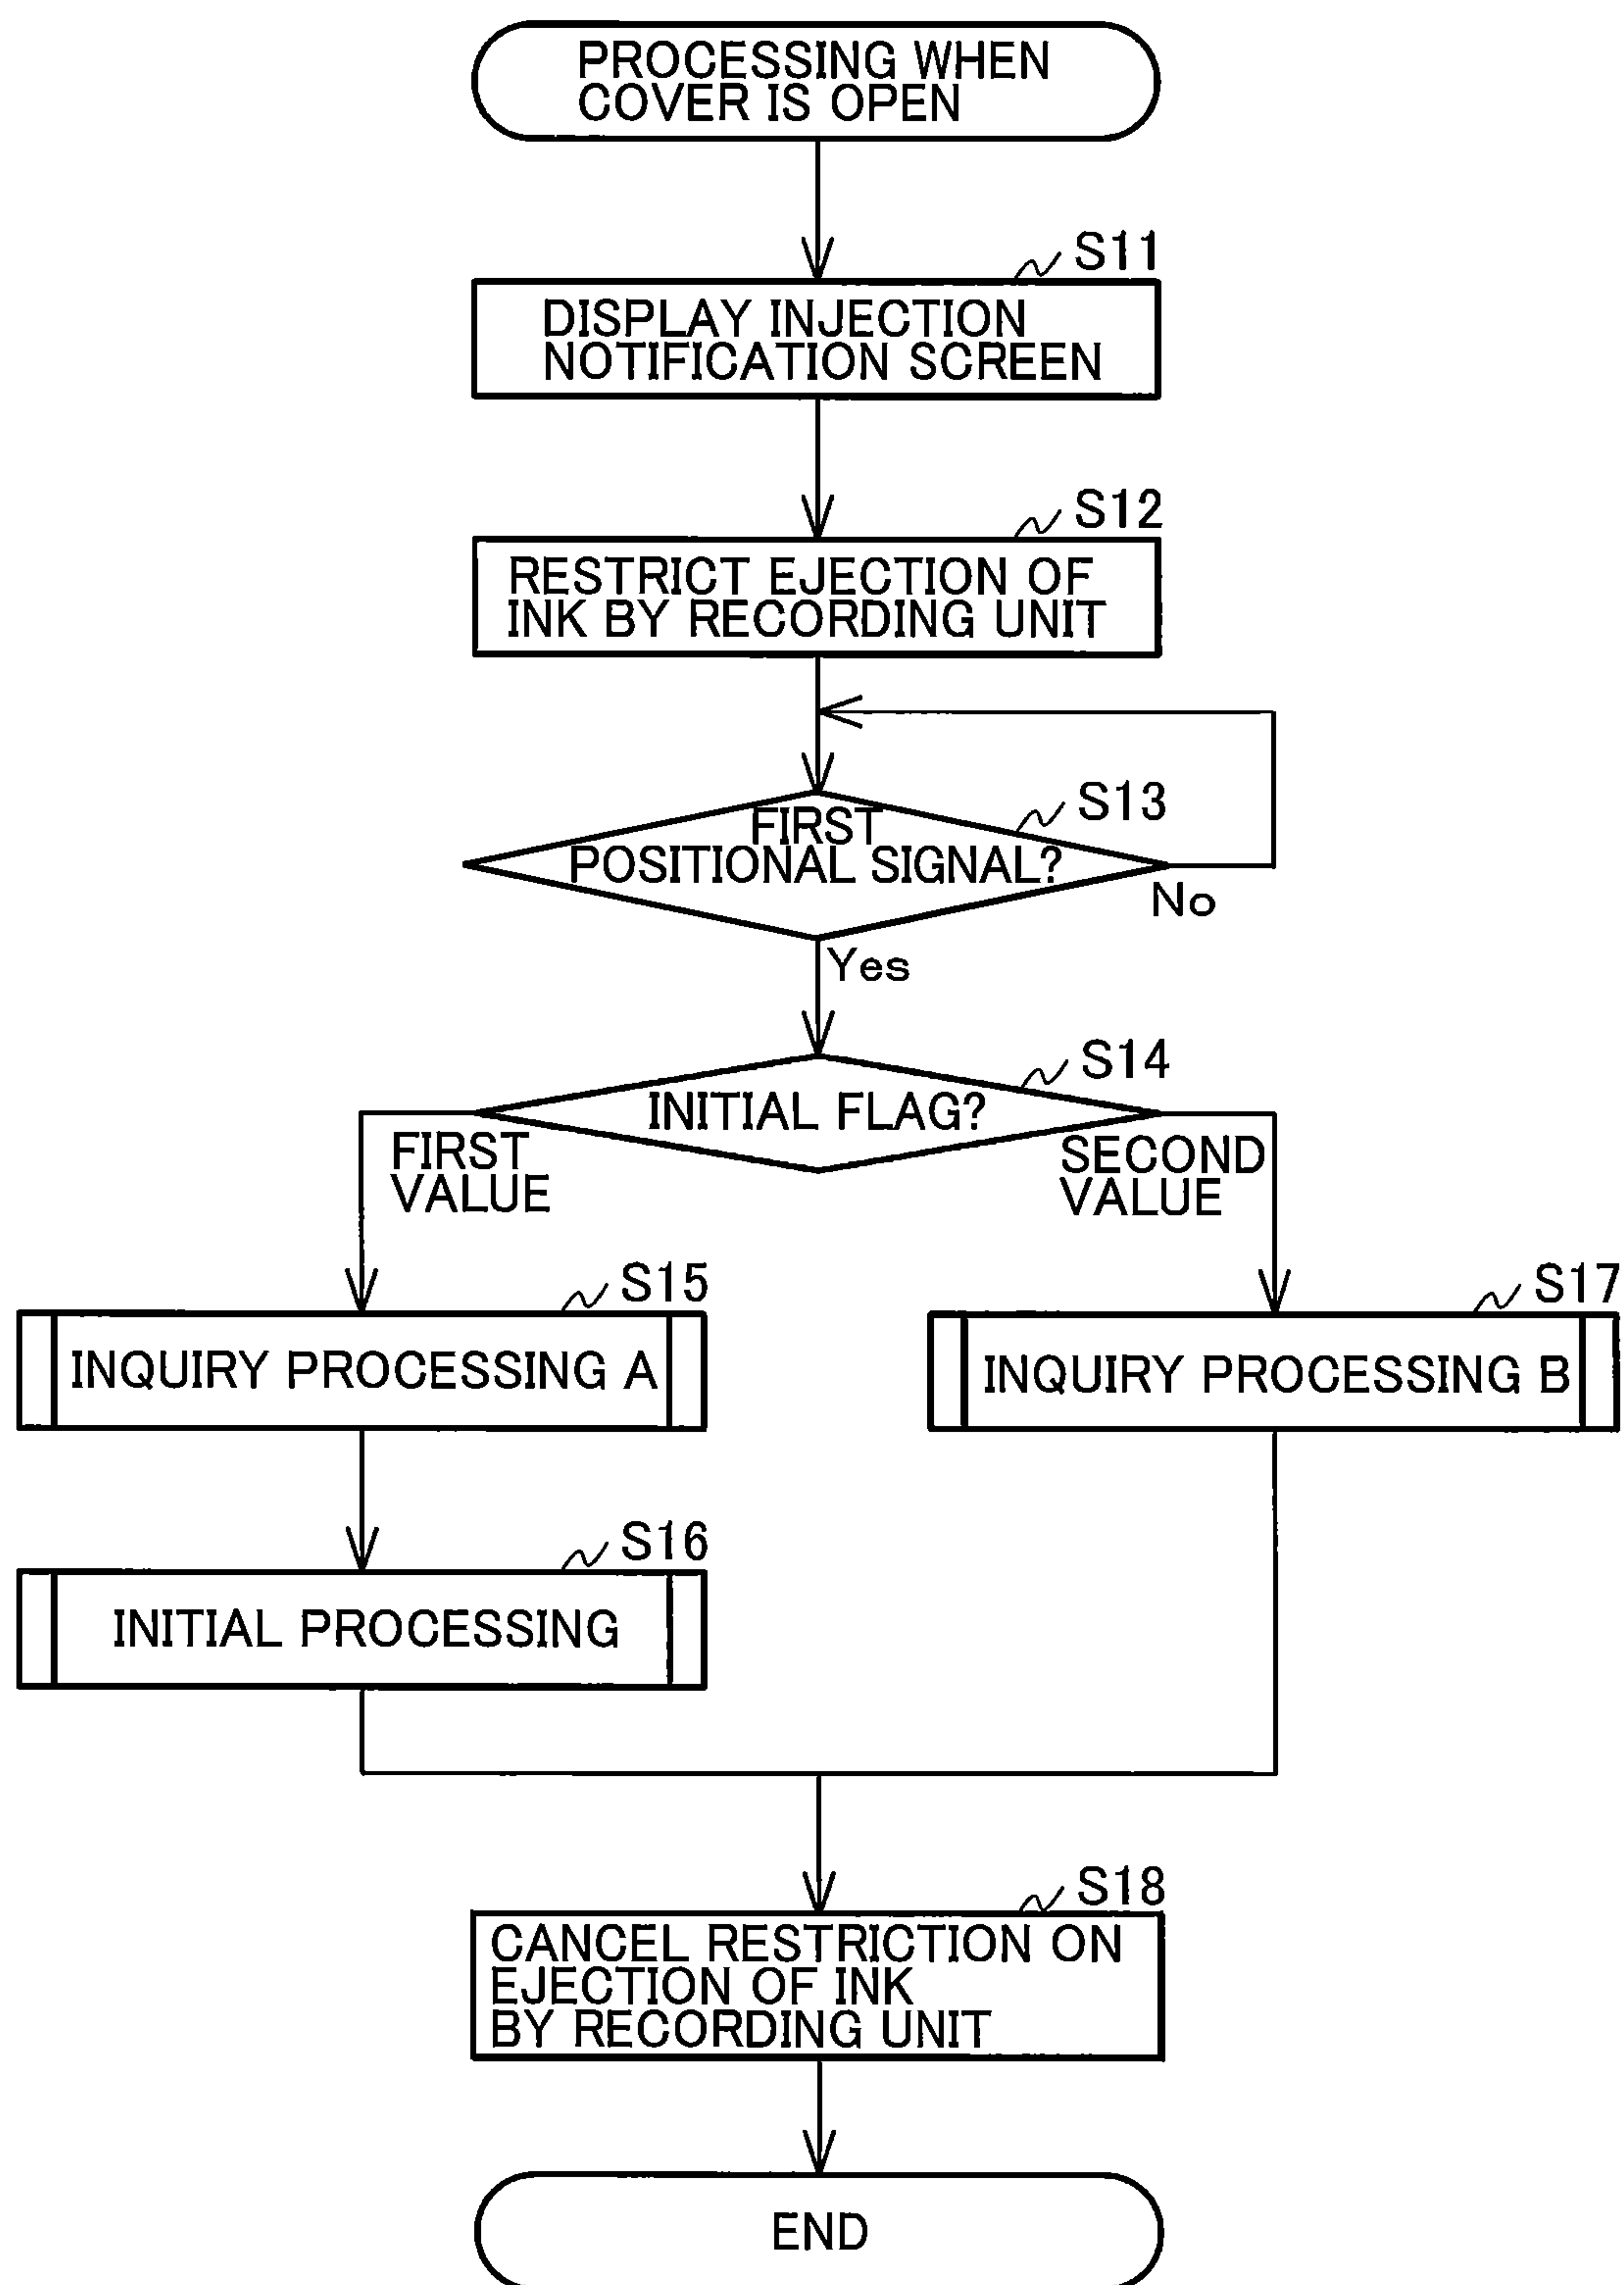 PROCESSING WHEN
COVER IS OPEN
S11
DISPLAY INJECTION
NOTIFICATION SCREEN
S12
RESTRICT EJECTION OF
INK BY RECORDING UNIT
S13
FIRST
POSITIONAL SIGNAL?
No
Yes
S14
INITIAL FLAG?
FIRST
VALUE
SECOND
VALUE
S15
INQUIRY PROCESSING A
S17
INQUIRY PROCESSING B
S16
INITIAL PROCESSING
S18
CANCEL RESTRICTION ON
EJECTION OF INK
BY RECORDING UNIT
END